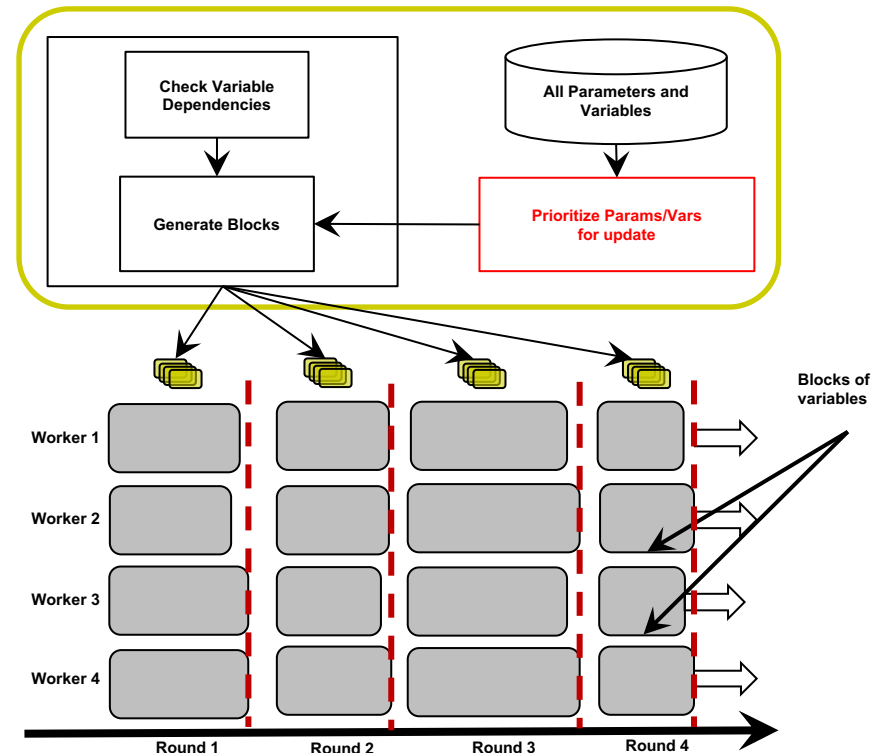 Check Variable
Dependencies
All Parameters and
Variables
Generate Blocks
Prioritize Params/Vars
for update
Blocks of
variables
Worker 1
Worker 2
Worker 3
Worker 4
Round 1
Round 2
Round 3
Round 4